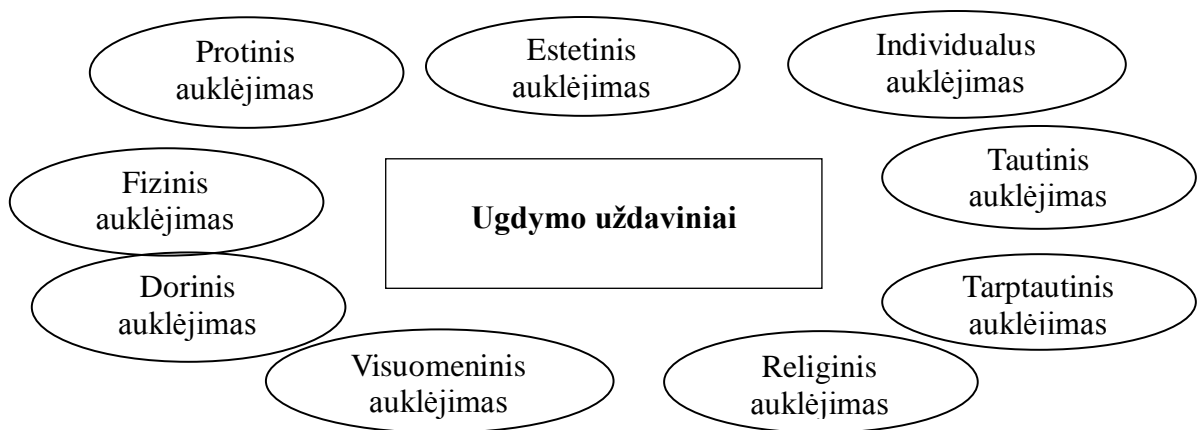 Protinis
auklėjimas
Estetinis
auklėjimas
Individualus
auklėjimas
Fizinis
auklėjimas
Ugdymo uždaviniai
Tautinis
auklėjimas
Dorinis
auklėjimas
Tarptautinis
auklėjimas
Visuomeninis
auklėjimas
Religinis
auklėjimas